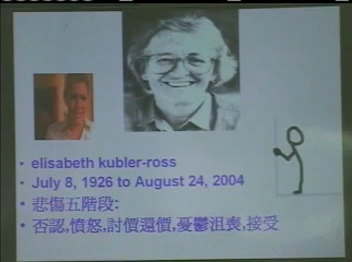 elisabeth kubler-ross
July 8, 1926 to August 24, 2004
悲傷五階段:
否認,憤怒,討價還價,憂鬱沮喪,接受